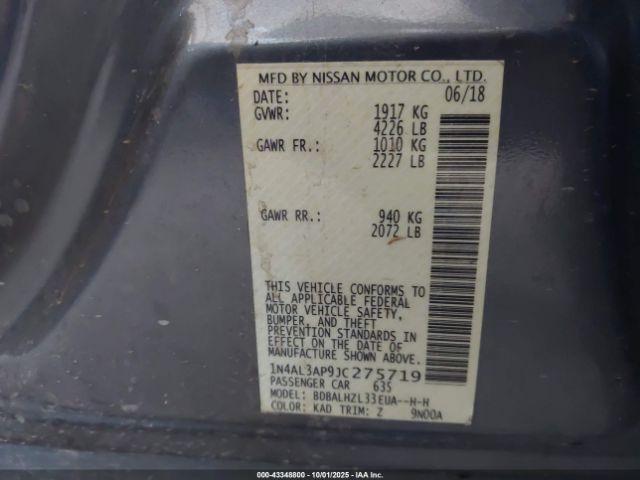 MFD BY NISSAN MOTOR CO., LTD.
DATE: 06/18
GVWR: 1917 KG
4226 LB
GAWR FR.: 1010 KG
2227 LB
GAWR RR.: 940 KG
2072 LB
THIS VEHICLE CONFORMS TO
ALL APPLICABLE FEDERAL
MOTOR VEHICLE SAFETY,
BUMPER, AND THEFT
PREVENTION STANDARDS IN
EFFECT ON THE DATE OF
MANUFACTURE SHOWN ABOVE.
1N4AL3AP9JC275719
PASSENGER CAR 635
MODEL: BDBALHZL33EUA--H-H
COLOR: KAD TRIM: Z 9N00A
000-43348800 - 10/01/2025 - IAAI.com